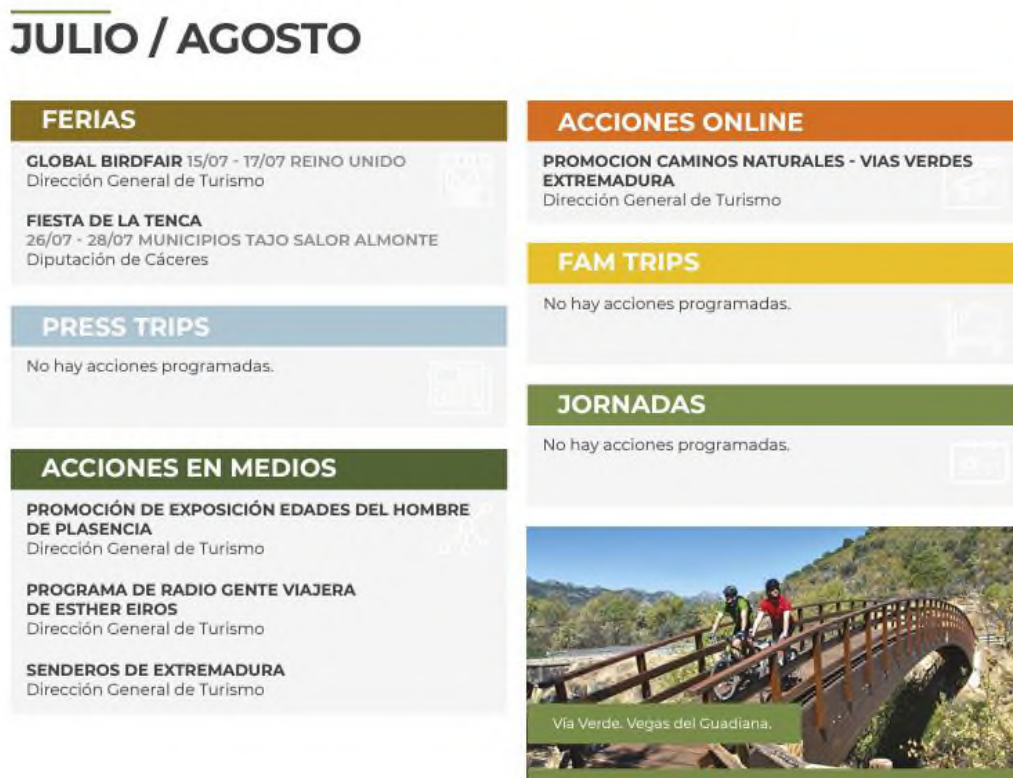 JULIO / AGOSTO
FERIAS
GLOBAL BIRDFAIR 15/07 - 17/07 REINO UNIDO
Dirección General de Turismo
FIESTA DE LA TENCA
26/07 - 28/07 MUNICIPIOS TAJO SALOR ALMONTE
Diputación de Cáceres
PRESS TRIPS
No hay acciones programadas.
ACCIONES EN MEDIOS
PROMOCIÓN DE EXPOSICIÓN EDADES DEL HOMBRE
DE PLASENCIA
Dirección General de Turismo
PROGRAMA DE RADIO GENTE VIAJERA
DE ESTHER EIROS
Dirección General de Turismo
SENDEROS DE EXTREMADURA
Dirección General de Turismo
ACCIONES ONLINE
PROMOCION CAMINOS NATURALES - VIAS VERDES
EXTREMADURA
Dirección General de Turismo
FAM TRIPS
No hay acciones programadas.
JORNADAS
No hay acciones programadas.
Vía Verde. Vegas del Guadiana.